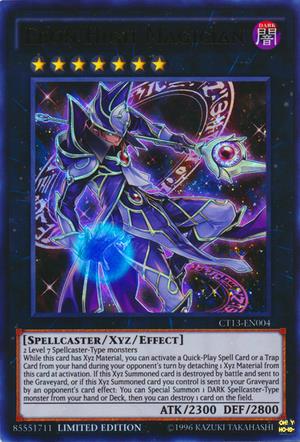 Ebon High Magician
DARK
闇
CT13-EN004
[SPELLCASTER/XYZ/EFFECT]
2 Level 7 Spellcaster-Type monsters
While this card has Xyz Material, you can activate a Quick-Play Spell Card or a Trap
Card from your hand during your opponent's turn by detaching 1 Xyz Material from
this card at activation. If this Xyz Summoned card is destroyed by battle and sent to
the Graveyard, or if this Xyz Summoned card you control is sent to your Graveyard
by an opponent's card effect: You can Special Summon 1 DARK Spellcaster-Type
monster from your hand or Deck, then you can destroy 1 card on the field.
ATK/2300 DEF/2800
85551711 LIMITED EDITION ©1996 KAZUKI TAKAHASHI